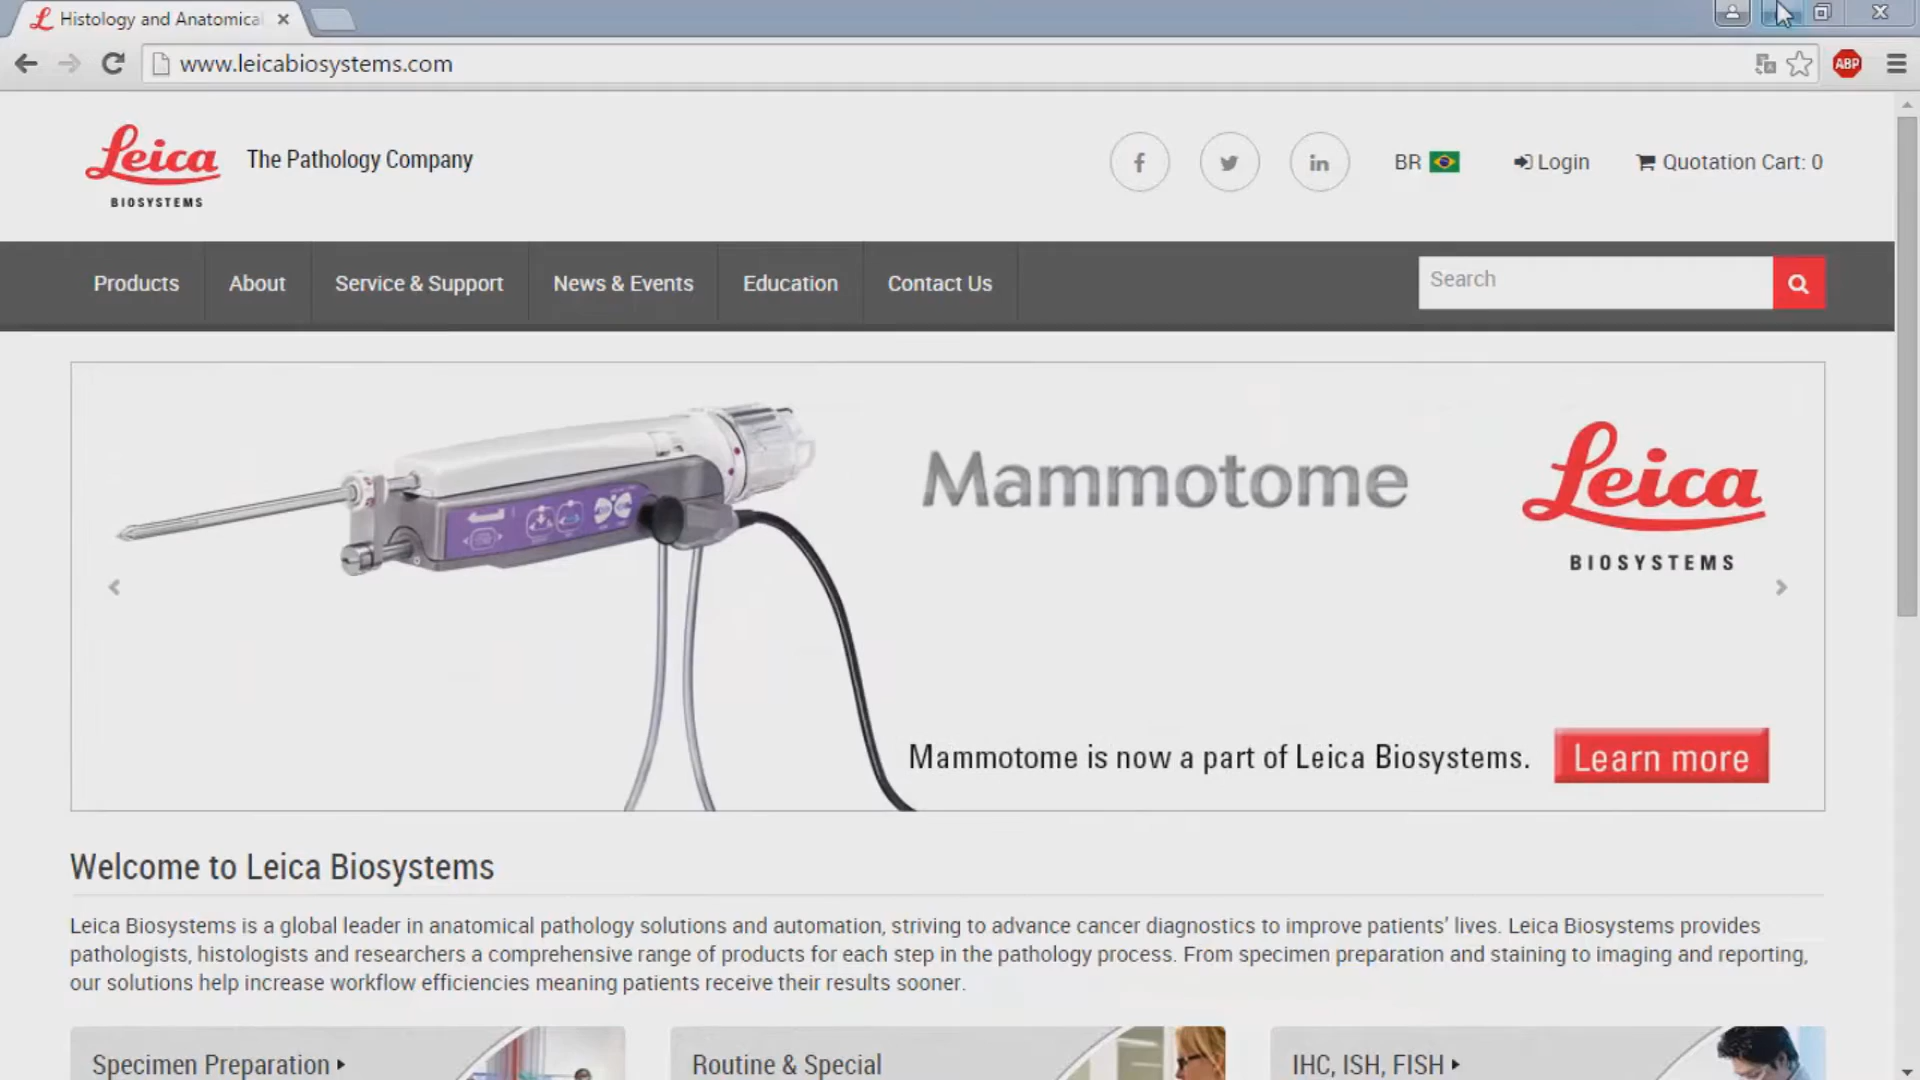 Histology and Anatomica
www.leicabiosystems.com
ABP
Leica
BIOSYSTEMS
The Pathology Company
BR
Login
Quotation Cart: 0
Products
About
Service & Support
News & Events
Education
Contact Us
Search
Mammotome
Leica
BIOSYSTEMS
Mammotome is now a part of Leica Biosystems.
Learn more
Welcome to Leica Biosystems
Leica Biosystems is a global leader in anatomical pathology solutions and automation, striving to advance cancer diagnostics to improve patients' lives. Leica Biosystems provides
pathologists, histologists and researchers a comprehensive range of products for each step in the pathology process. From specimen preparation and staining to imaging and reporting,
our solutions help increase workflow efficiencies meaning patients receive their results sooner.
Specimen Preparation
Routine & Special
IHC, ISH, FISH